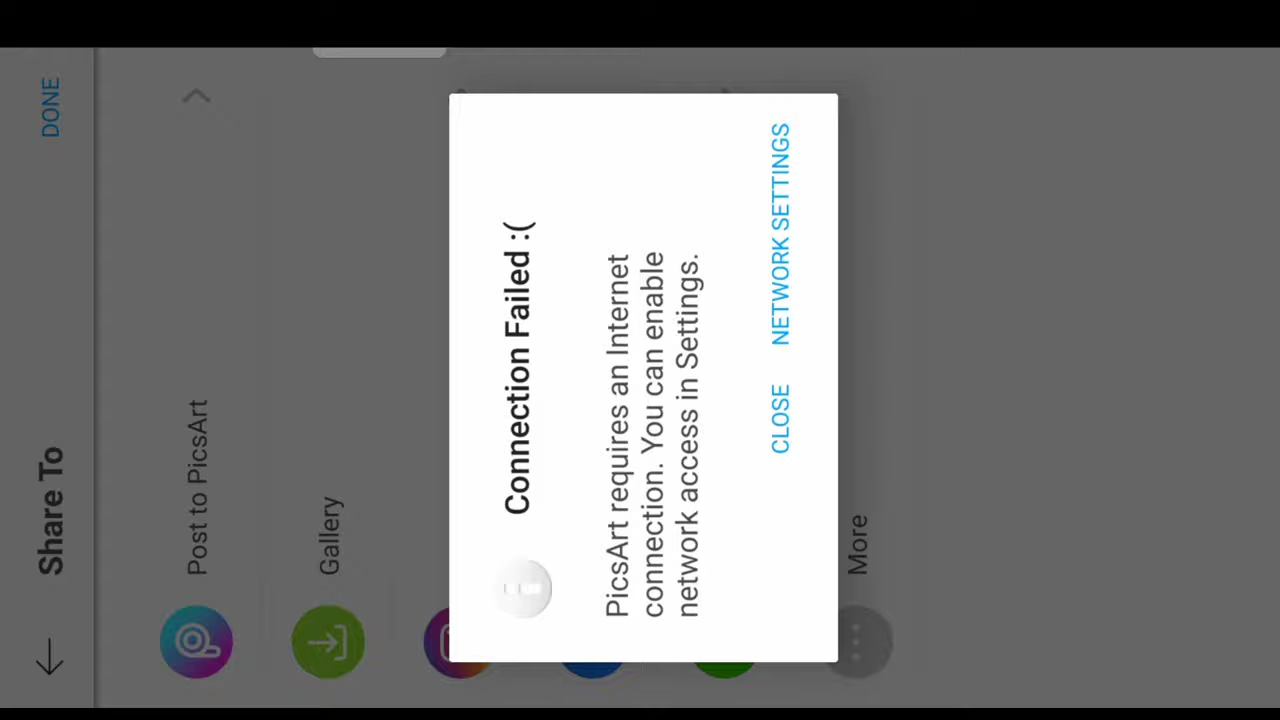 Share To
DONE
Post to PicsArt
Gallery
More
Connection Failed :(
PicsArt requires an Internet
connection. You can enable
network access in Settings.
CLOSE
NETWORK SETTINGS